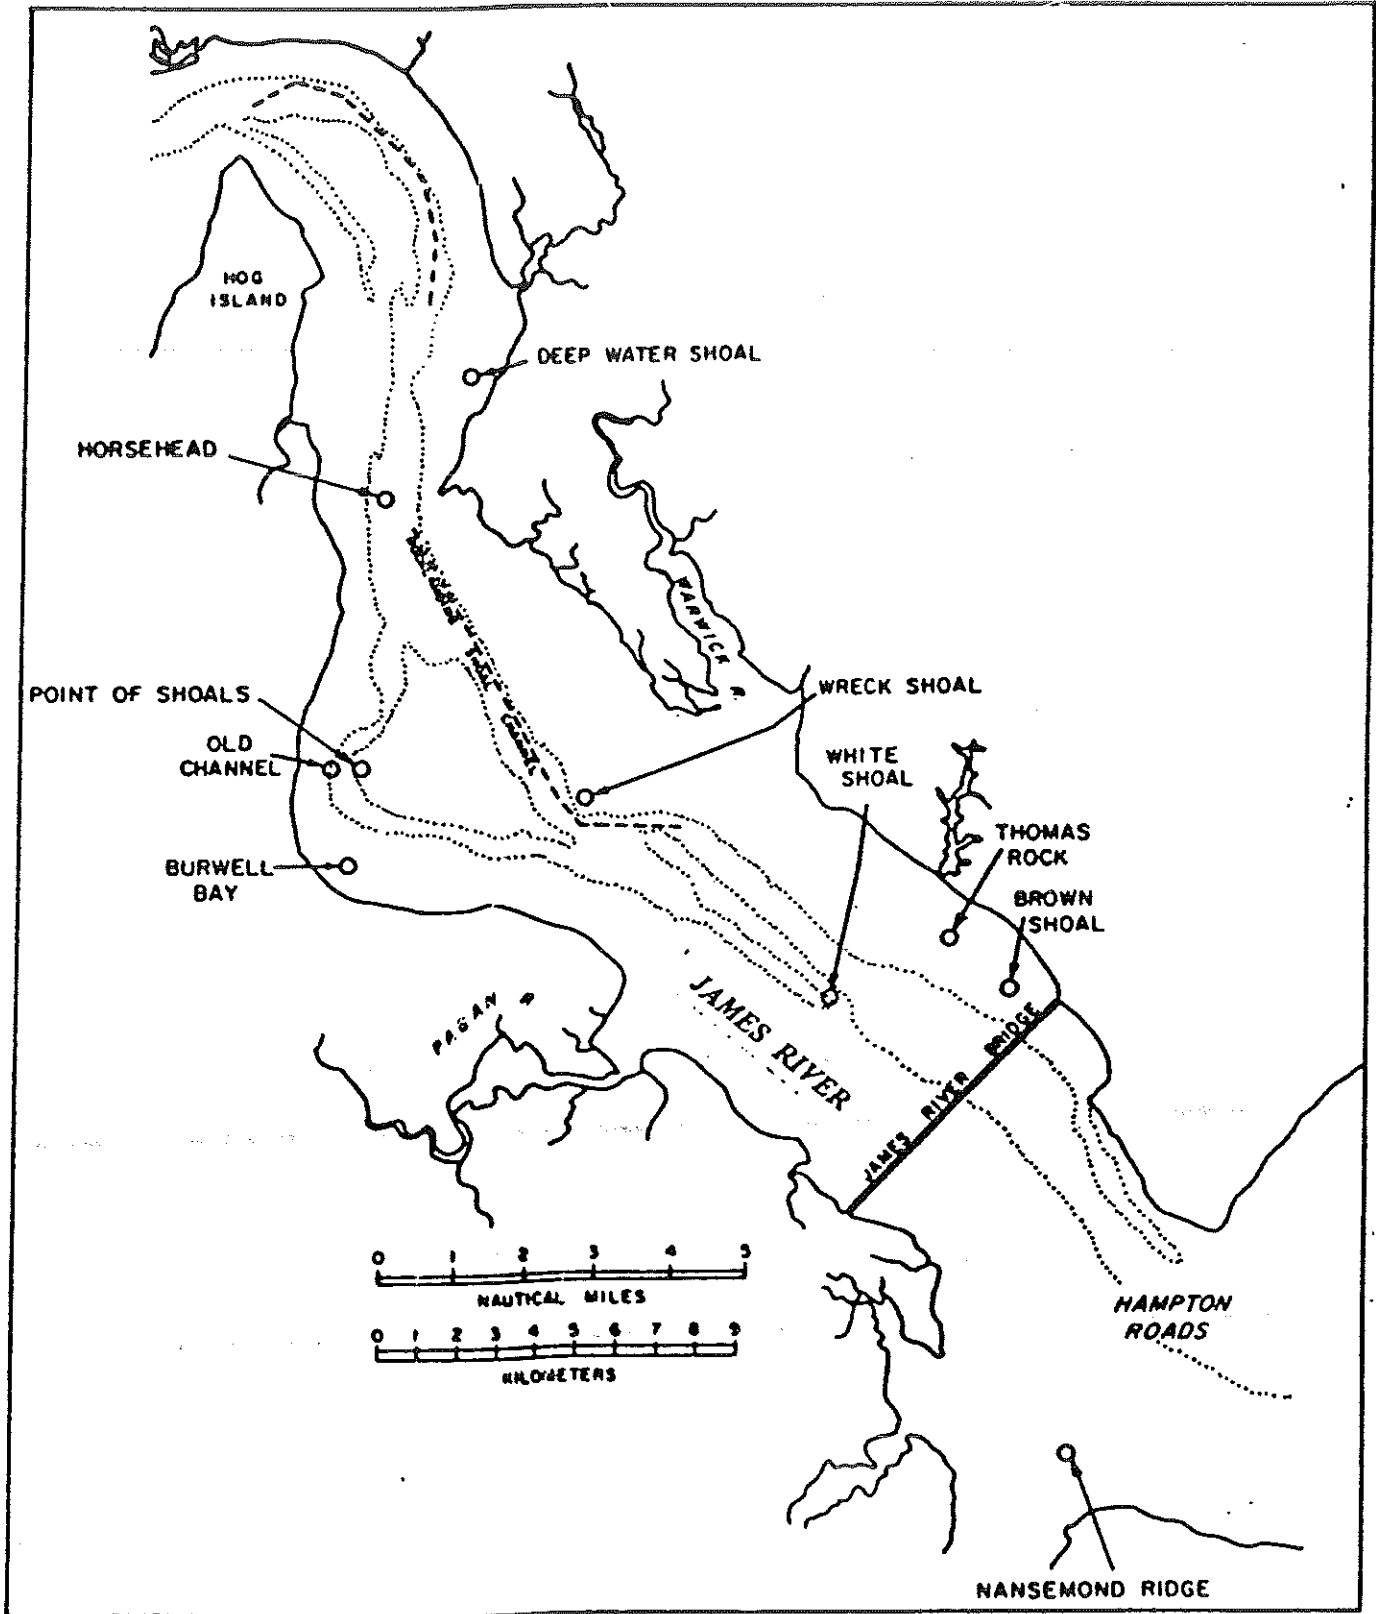 HOG
ISLAND
DEEP WATER SHOAL
HORSEHEAD
WARWICK R.
POINT OF SHOALS
WRECK SHOAL
OLD
CHANNEL
WHITE
SHOAL
THOMAS
ROCK
BURWELL
BAY
BROWN
SHOAL
PAGAN R
JAMES RIVER
JAMES RIVER BRIDGE
0 1 2 3 4 5
NAUTICAL MILES
0 1 2 3 4 5 6 7 8 9
KILOMETERS
HAMPTON
ROADS
NANSEMOND RIDGE